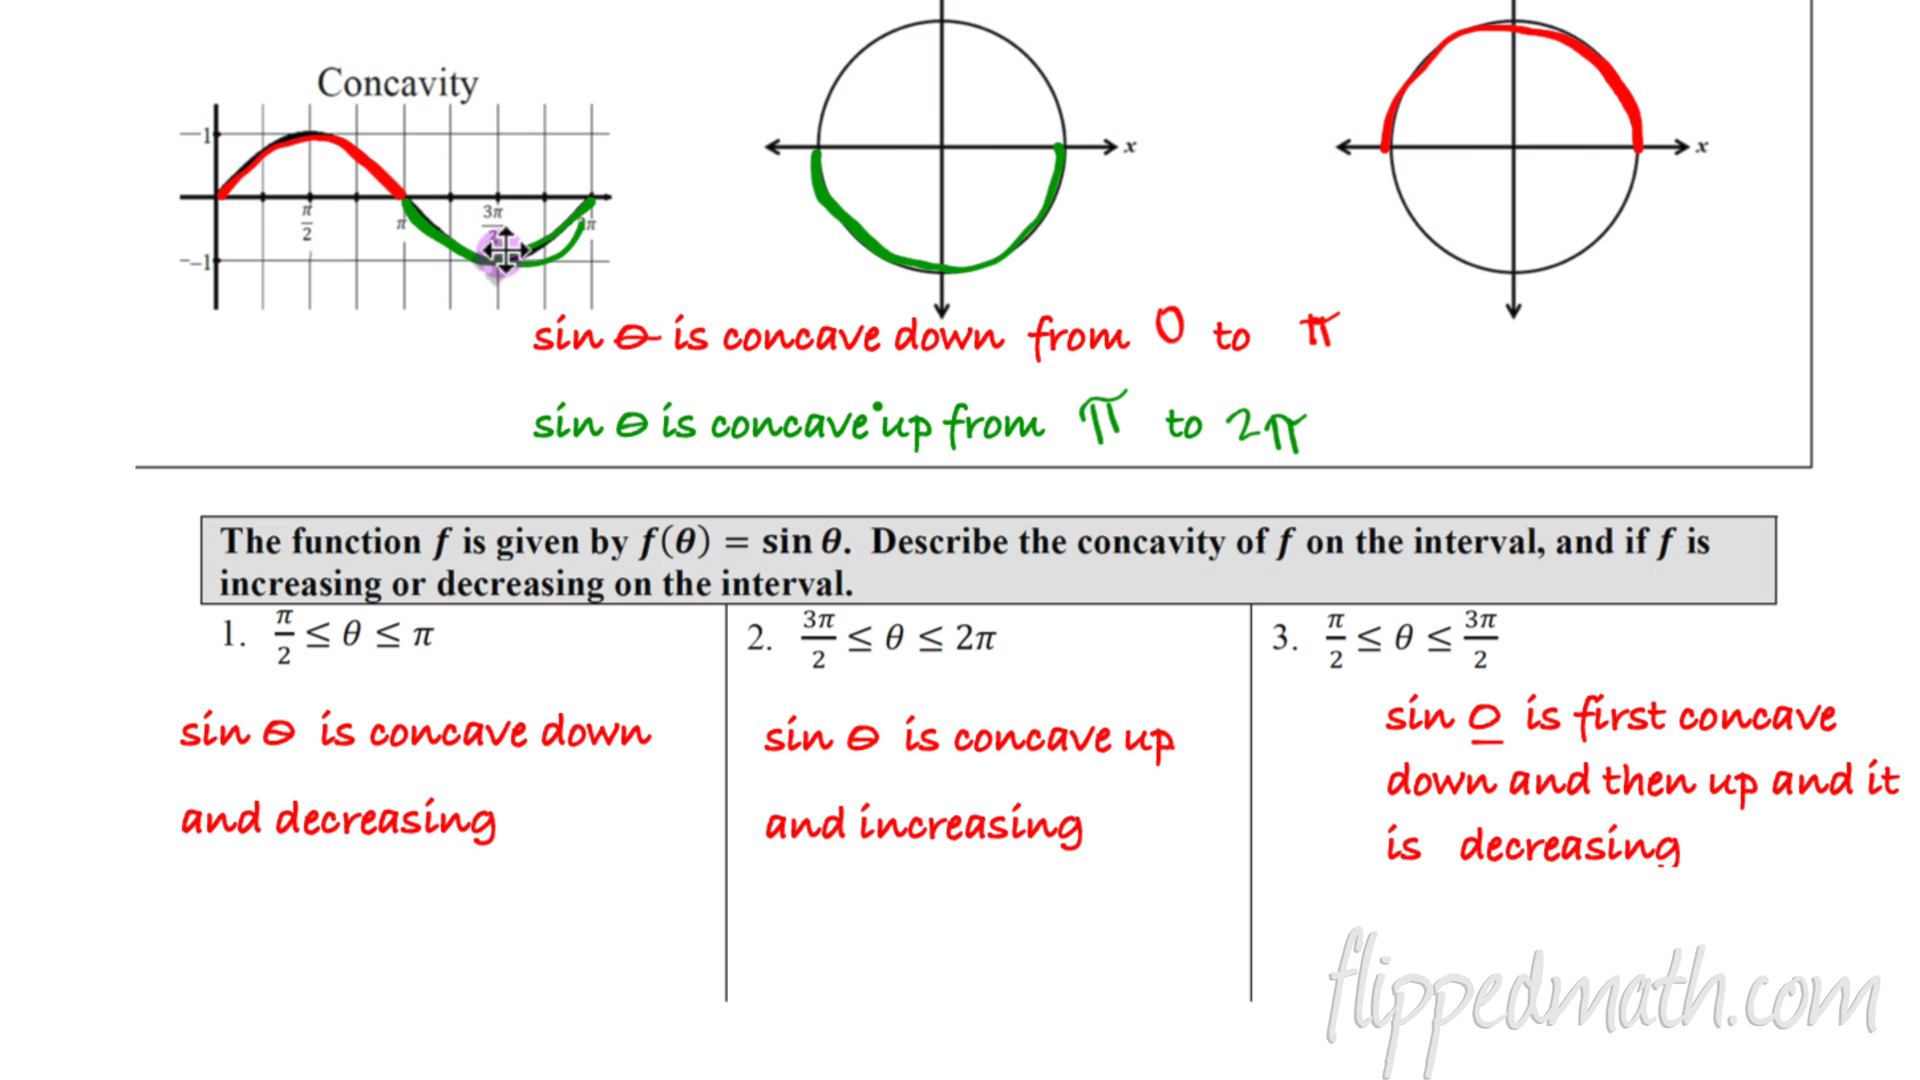 Concavity
1
π/2
π
3π/2
2π
−1
x
x
sin θ is concave down from 0 to π
sin θ is concave up from π to 2π
The function f is given by f(θ) = sin θ. Describe the concavity of f on the interval, and if f is
increasing or decreasing on the interval.
1. π/2 ≤ θ ≤ π
sin θ is concave down
and decreasing
2. 3π/2 ≤ θ ≤ 2π
sin θ is concave up
and increasing
3. π/2 ≤ θ ≤ 3π/2
sin O is first concave
down and then up and it
is decreasing
flippedmath.com